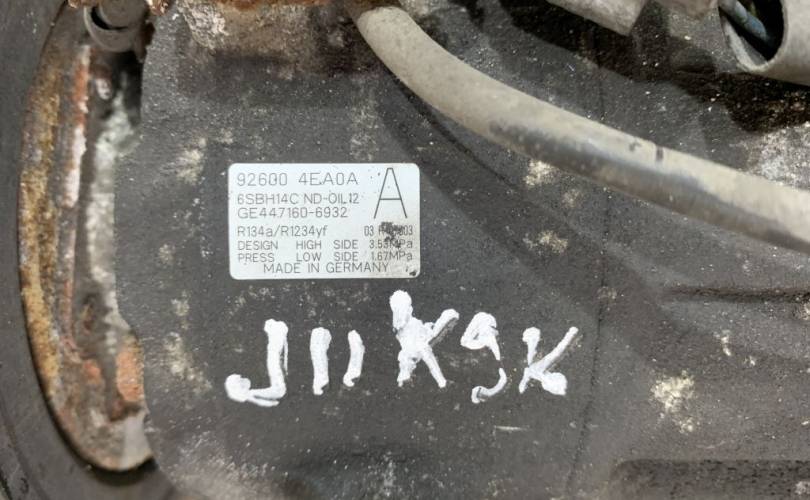 92600 4EA0A
A
6SBH14C ND-OIL12
GE447160-6932
R134a/R1234yf 03
DESIGN HIGH SIDE 3.53MPa
PRESS LOW SIDE 1.67MPa
MADE IN GERMANY
J11K9K